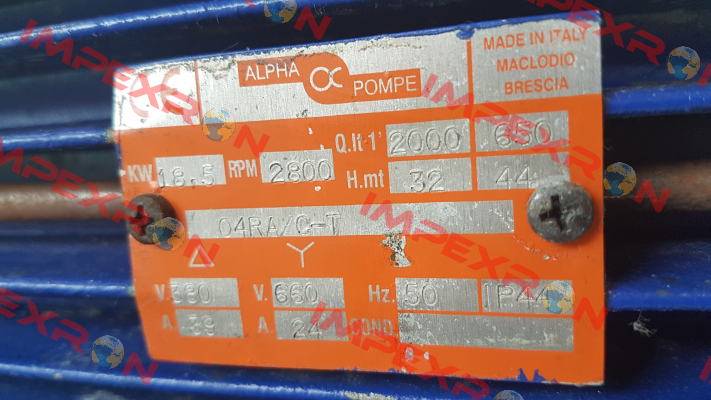 ALPHA POMPE
MADE IN ITALY
MACLODIO
BRESCIA
Q.lt-1' 2000 650
KW 18.5 RPM 2800
H.mt 32 44
04RA/C-T
Δ Y
V. 380 V. 660 Hz. 50 IP44
A. 39 A. 24 COND.
IMPEXRON